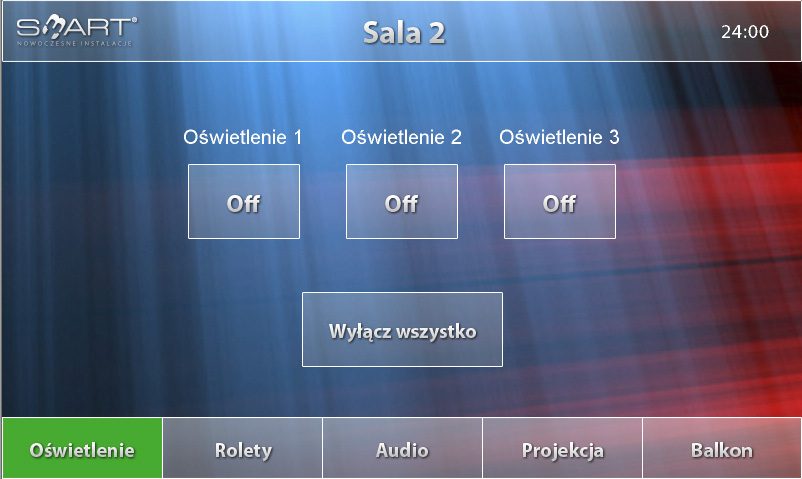 SMART®
NOWOCZESNE INSTALACJE
Sala 2
24:00
Oświetlenie 1
Oświetlenie 2
Oświetlenie 3
Off
Off
Off
Wyłącz wszystko
Oświetlenie
Rolety
Audio
Projekcja
Balkon